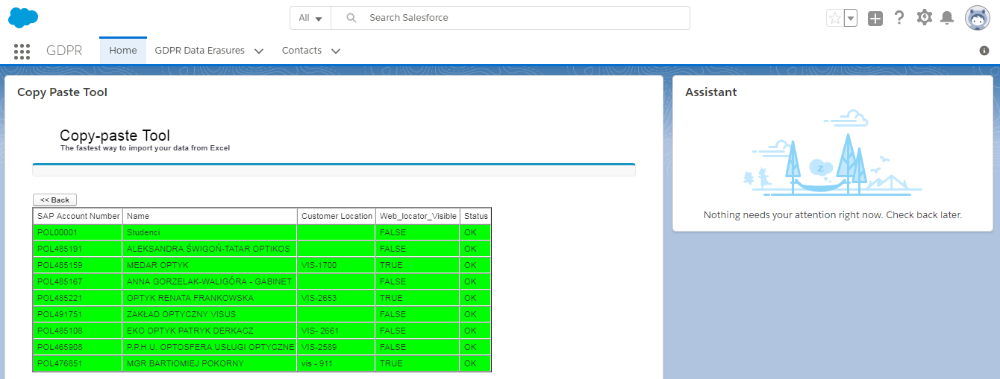 All
Search Salesforce
GDPR
Home
GDPR Data Erasures
Contacts
Copy Paste Tool
Copy-paste Tool
The fastest way to import your data from Excel
<< Back
SAP Account Number Name Customer Location Web_locator_Visible Status
POL00001 Studenci FALSE OK
POL485191 ALEKSANDRA ŚWIGOŃ-TATAR OPTIKOS FALSE OK
POL485159 MEDAR OPTYK VIS-1700 TRUE OK
POL485167 ANNA GORZELAK-WALIGÓRA - GABINET FALSE OK
POL485221 OPTYK RENATA FRANKOWSKA VIS-2653 TRUE OK
POL491751 ZAKŁAD OPTYCZNY VISUS FALSE OK
POL485108 EKO OPTYK PATRYK DERKACZ VIS- 2661 FALSE OK
POL465908 P.P.H.U. OPTOSFERA USŁUGI OPTYCZNE VIS-2589 FALSE OK
POL476851 MGR BARTŁOMIEJ POKORNY vis - 911 TRUE OK
Assistant
z
Nothing needs your attention right now. Check back later.